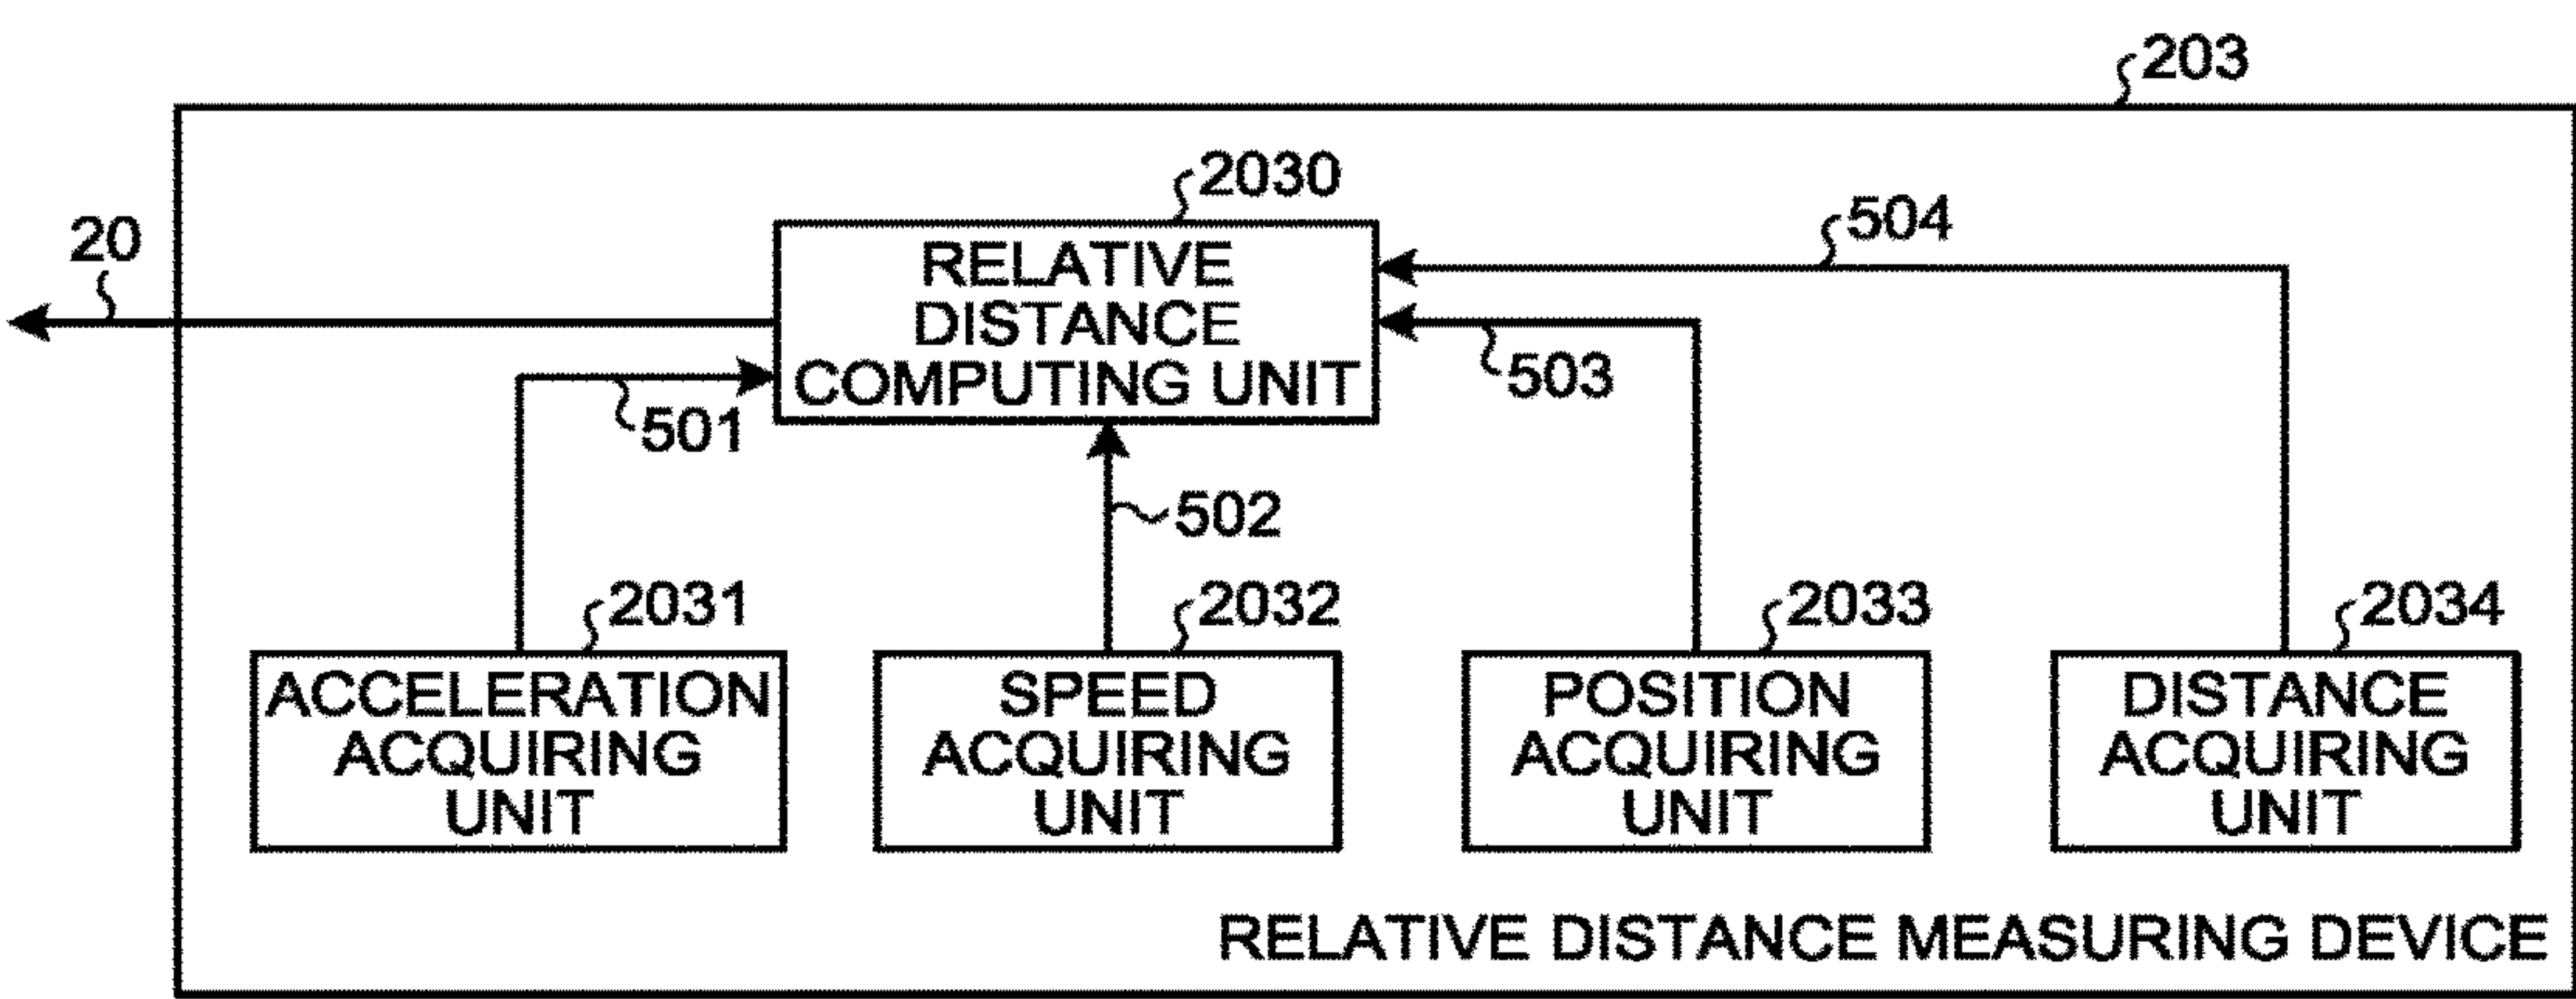 203
2030
20
RELATIVE
DISTANCE
COMPUTING UNIT
504
503
501
502
2031
2032
2033
2034
ACCELERATION
ACQUIRING
UNIT
SPEED
ACQUIRING
UNIT
POSITION
ACQUIRING
UNIT
DISTANCE
ACQUIRING
UNIT
RELATIVE DISTANCE MEASURING DEVICE